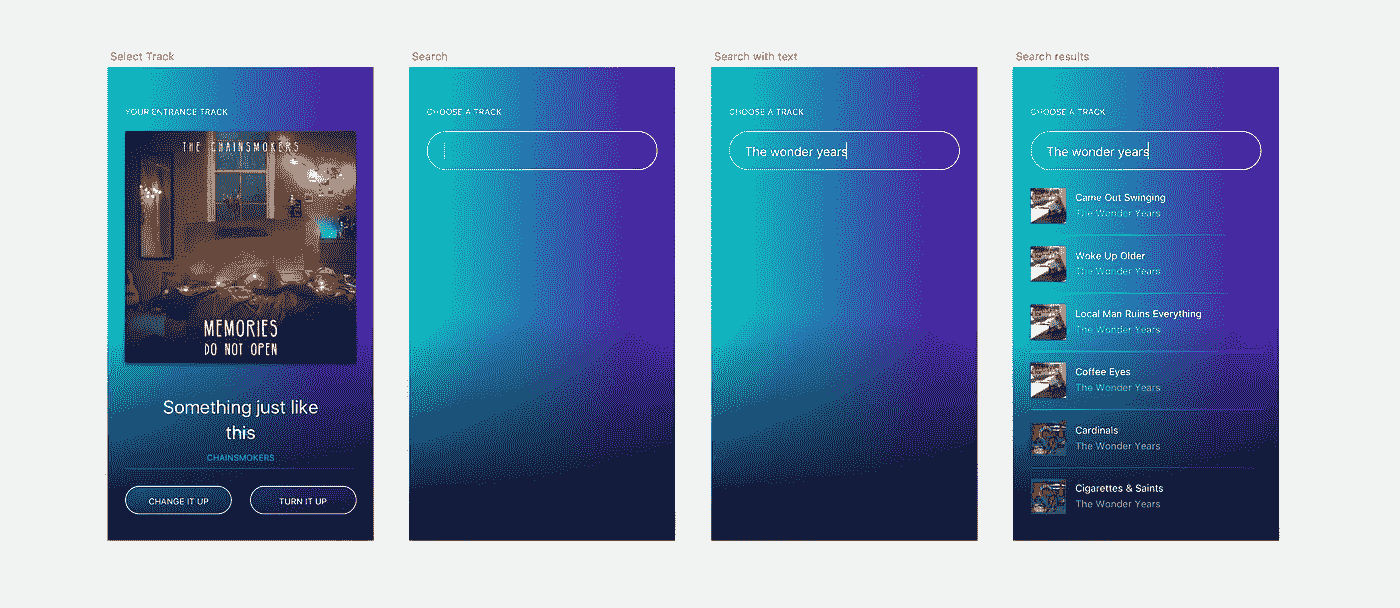 Select Track
YOUR ENTRANCE TRACK
THE CHAINSMOKERS
MEMORIES
DO NOT OPEN
Something just like
this
CHAINSMOKERS
CHANGE IT UP
TURN IT UP
Search
CHOOSE A TRACK
Search with text
CHOOSE A TRACK
The wonder years
Search results
CHOOSE A TRACK
The wonder years
Came Out Swinging
The Wonder Years
Woke Up Older
The Wonder Years
Local Man Ruins Everything
The Wonder Years
Coffee Eyes
The Wonder Years
Cardinals
The Wonder Years
Cigarettes & Saints
The Wonder Years